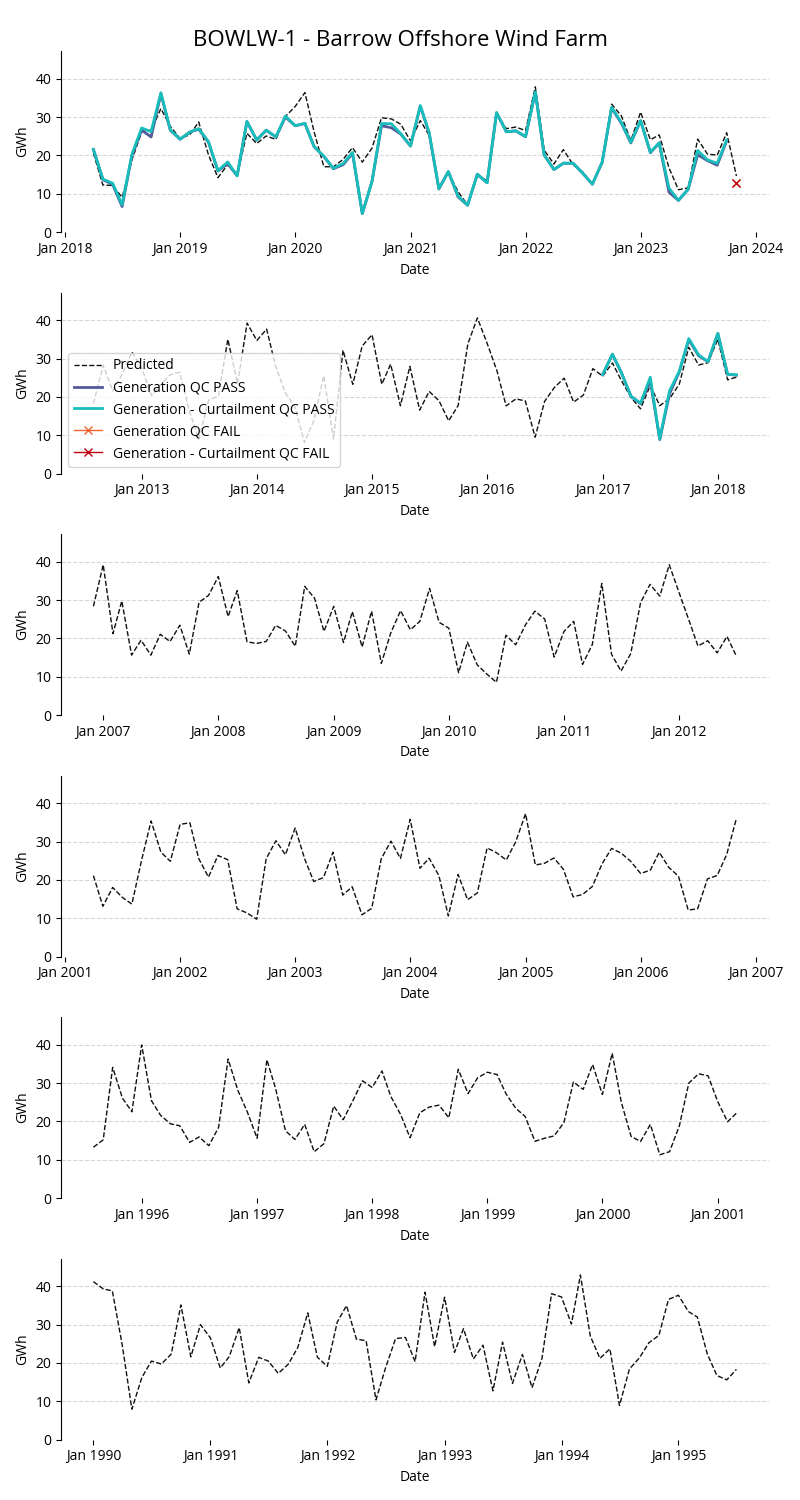 BOWLW-1 - Barrow Offshore Wind Farm
40
30
20
10
0
GWh
Jan 2018 Jan 2019 Jan 2020 Jan 2021 Jan 2022 Jan 2023 Jan 2024
Date
40
30
20
10
0
GWh
Predicted
Generation QC PASS
Generation - Curtailment QC PASS
Generation QC FAIL
Generation - Curtailment QC FAIL
Jan 2013 Jan 2014 Jan 2015 Jan 2016 Jan 2017 Jan 2018
Date
40
30
20
10
0
GWh
Jan 2007 Jan 2008 Jan 2009 Jan 2010 Jan 2011 Jan 2012
Date
40
30
20
10
0
GWh
Jan 2001 Jan 2002 Jan 2003 Jan 2004 Jan 2005 Jan 2006 Jan 2007
Date
40
30
20
10
0
GWh
Jan 1996 Jan 1997 Jan 1998 Jan 1999 Jan 2000 Jan 2001
Date
40
30
20
10
0
GWh
Jan 1990 Jan 1991 Jan 1992 Jan 1993 Jan 1994 Jan 1995
Date